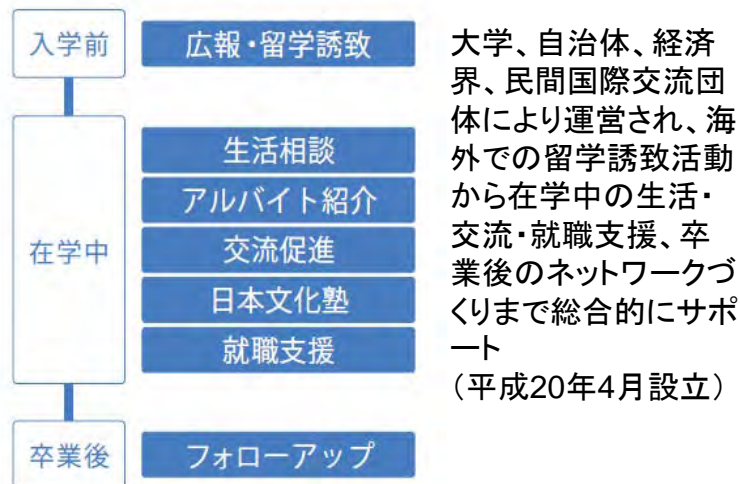 入学前
広報・留学誘致
在学中
生活相談
アルバイト紹介
交流促進
日本文化塾
就職支援
卒業後
フォローアップ
大学、自治体、経済
界、民間国際交流団
体により運営され、海
外での留学誘致活動
から在学中の生活・
交流・就職支援、卒
業後のネットワークづ
くりまで総合的にサポ
ート
（平成20年4月設立）